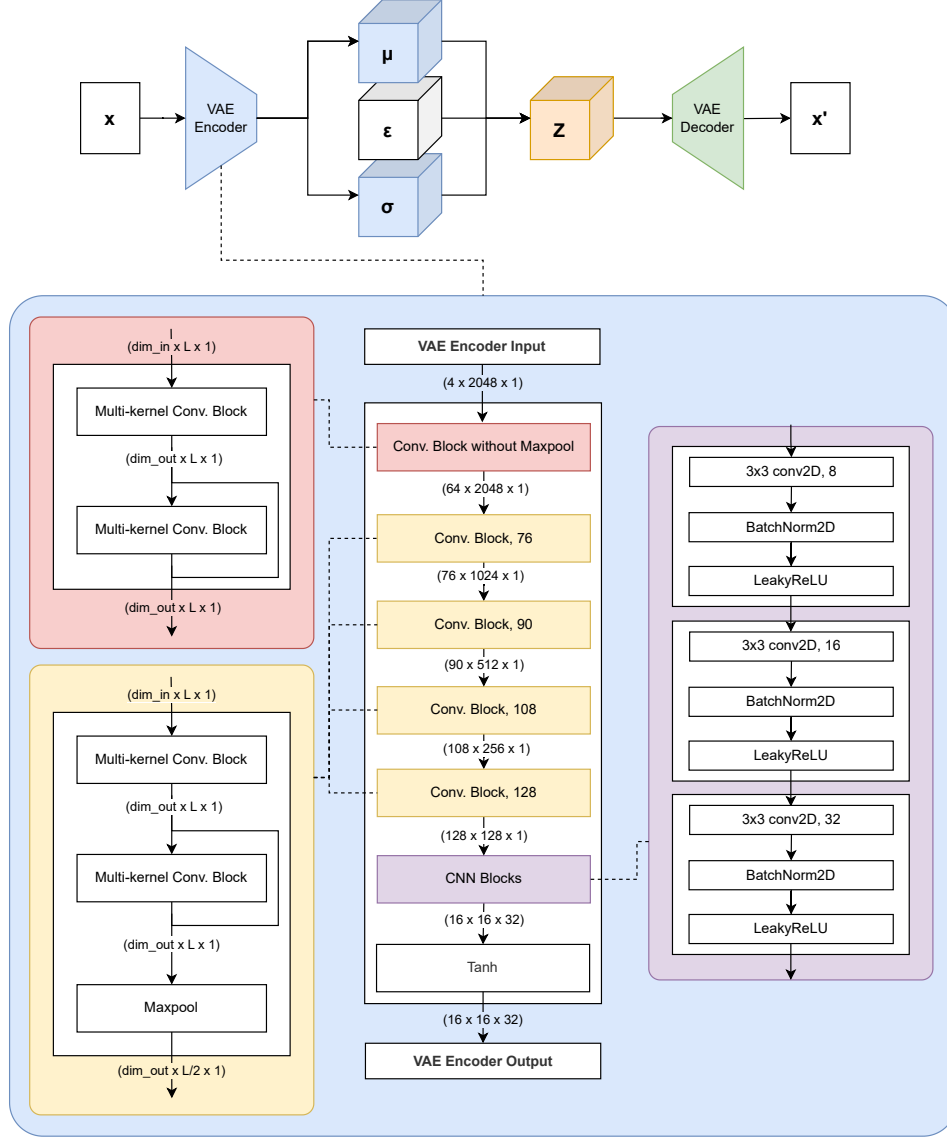 x
VAE
Encoder
μ
ε
σ
Z
VAE
Decoder
x'
(dim_in x L x 1)
Multi-kernel Conv. Block
(dim_out x L x 1)
Multi-kernel Conv. Block
(dim_out x L x 1)
(dim_in x L x 1)
Multi-kernel Conv. Block
(dim_out x L x 1)
Multi-kernel Conv. Block
(dim_out x L x 1)
Maxpool
(dim_out x L/2 x 1)
VAE Encoder Input
(4 x 2048 x 1)
Conv. Block without Maxpool
(64 x 2048 x 1)
Conv. Block, 76
(76 x 1024 x 1)
Conv. Block, 90
(90 x 512 x 1)
Conv. Block, 108
(108 x 256 x 1)
Conv. Block, 128
(128 x 128 x 1)
CNN Blocks
(16 x 16 x 32)
Tanh
(16 x 16 x 32)
VAE Encoder Output
3x3 conv2D, 8
BatchNorm2D
LeakyReLU
3x3 conv2D, 16
BatchNorm2D
LeakyReLU
3x3 conv2D, 32
BatchNorm2D
LeakyReLU